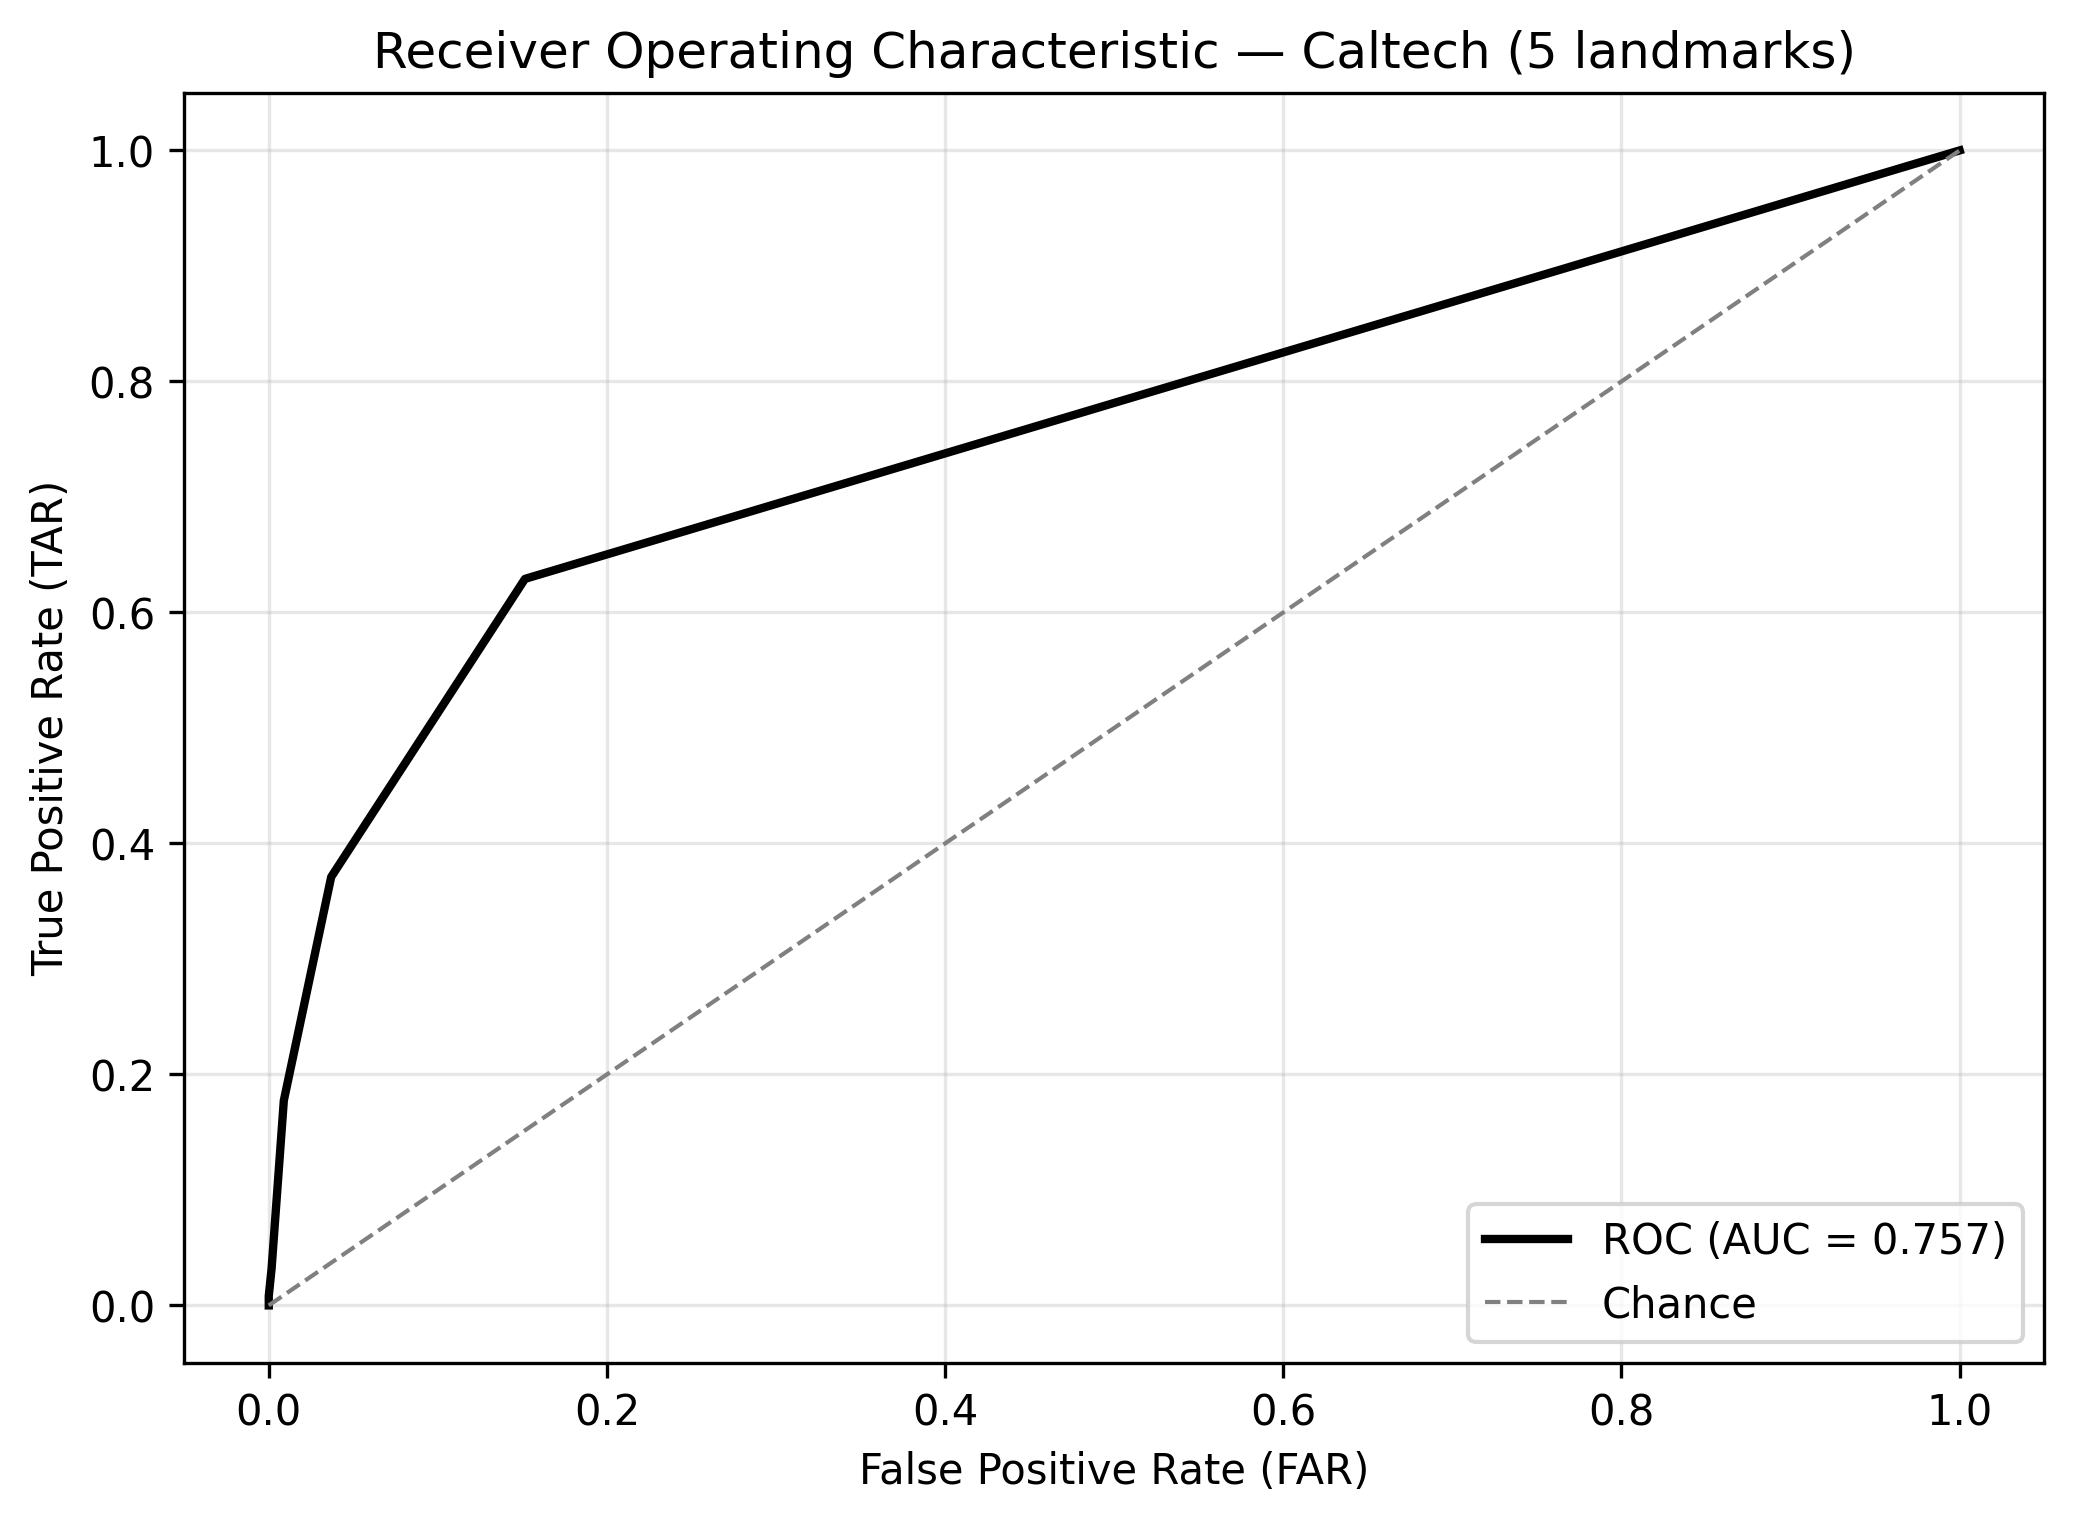 Receiver Operating Characteristic — Caltech (5 landmarks)
1.0
0.8
0.6
0.4
0.2
0.0
True Positive Rate (TAR)
ROC (AUC = 0.757)
Chance
0.0 0.2 0.4 0.6 0.8 1.0
False Positive Rate (FAR)